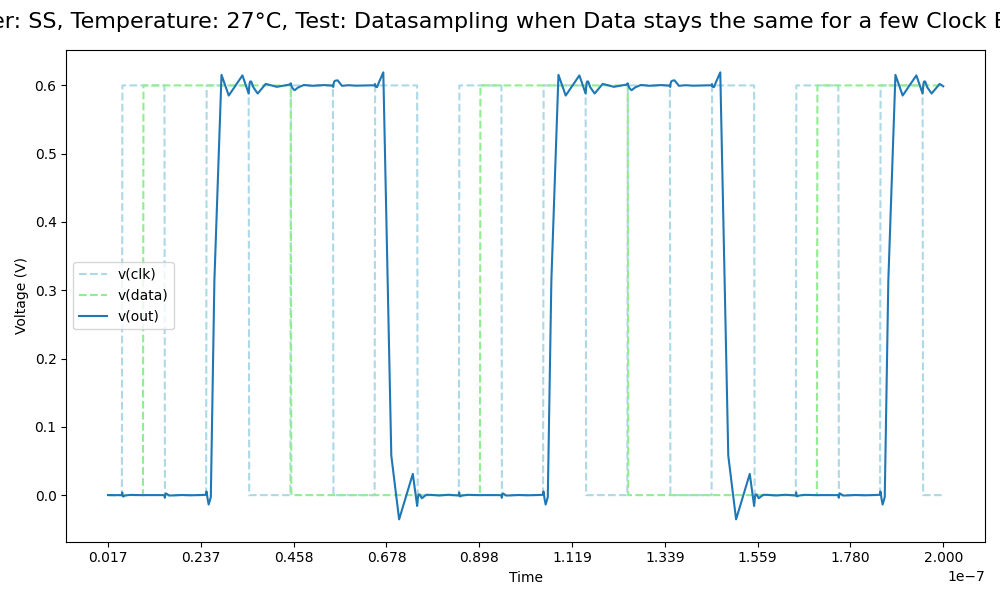 er: SS, Temperature: 27°C, Test: Datasampling when Data stays the same for a few Clock E
0.6
0.5
0.4
0.3
0.2
0.1
0.0
Voltage (V)
v(clk)
v(data)
v(out)
0.017 0.237 0.458 0.678 0.898 1.119 1.339 1.559 1.780 2.000
Time
1e−7